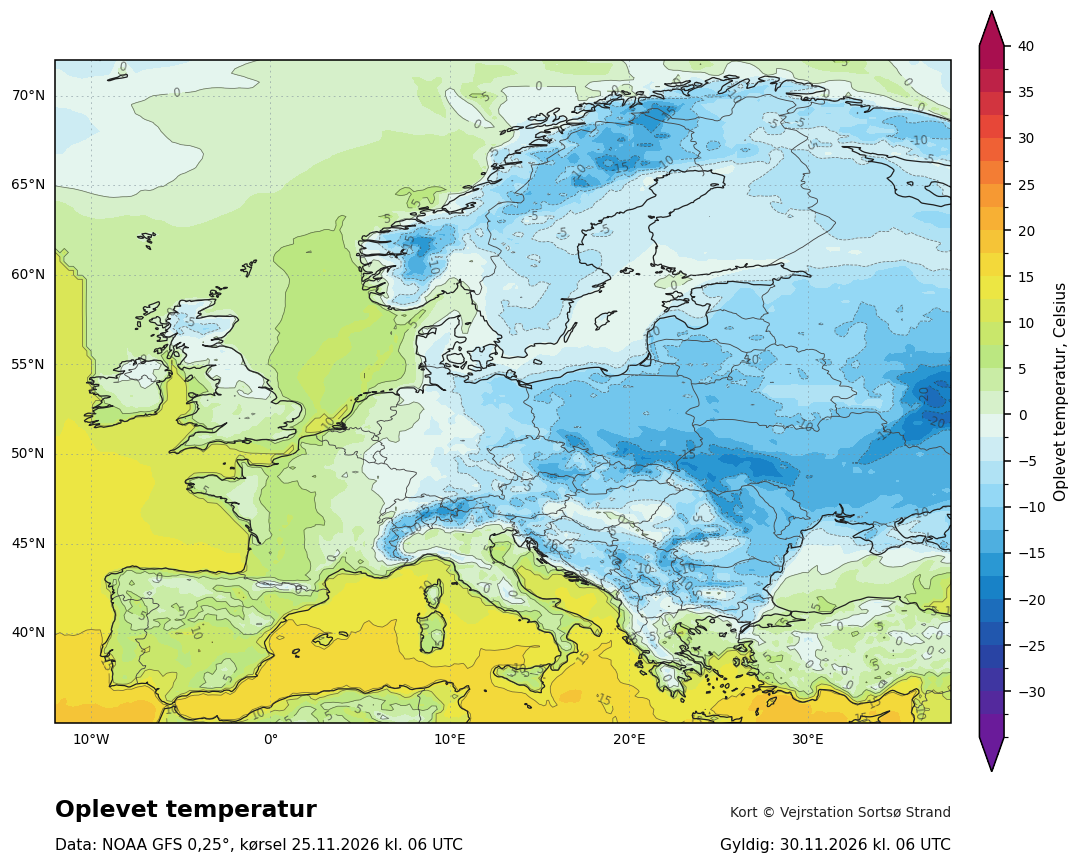 40
35
30
25
20
15
10
5
0
−5
−10
−15
−20
−25
−30
Oplevet temperatur, Celsius
70°N
65°N
60°N
55°N
50°N
45°N
40°N
10°W
0°
10°E
20°E
30°E
Oplevet temperatur
Kort © Vejrstation Sortsø Strand
Data: NOAA GFS 0,25°, kørsel 25.11.2026 kl. 06 UTC
Gyldig: 30.11.2026 kl. 06 UTC